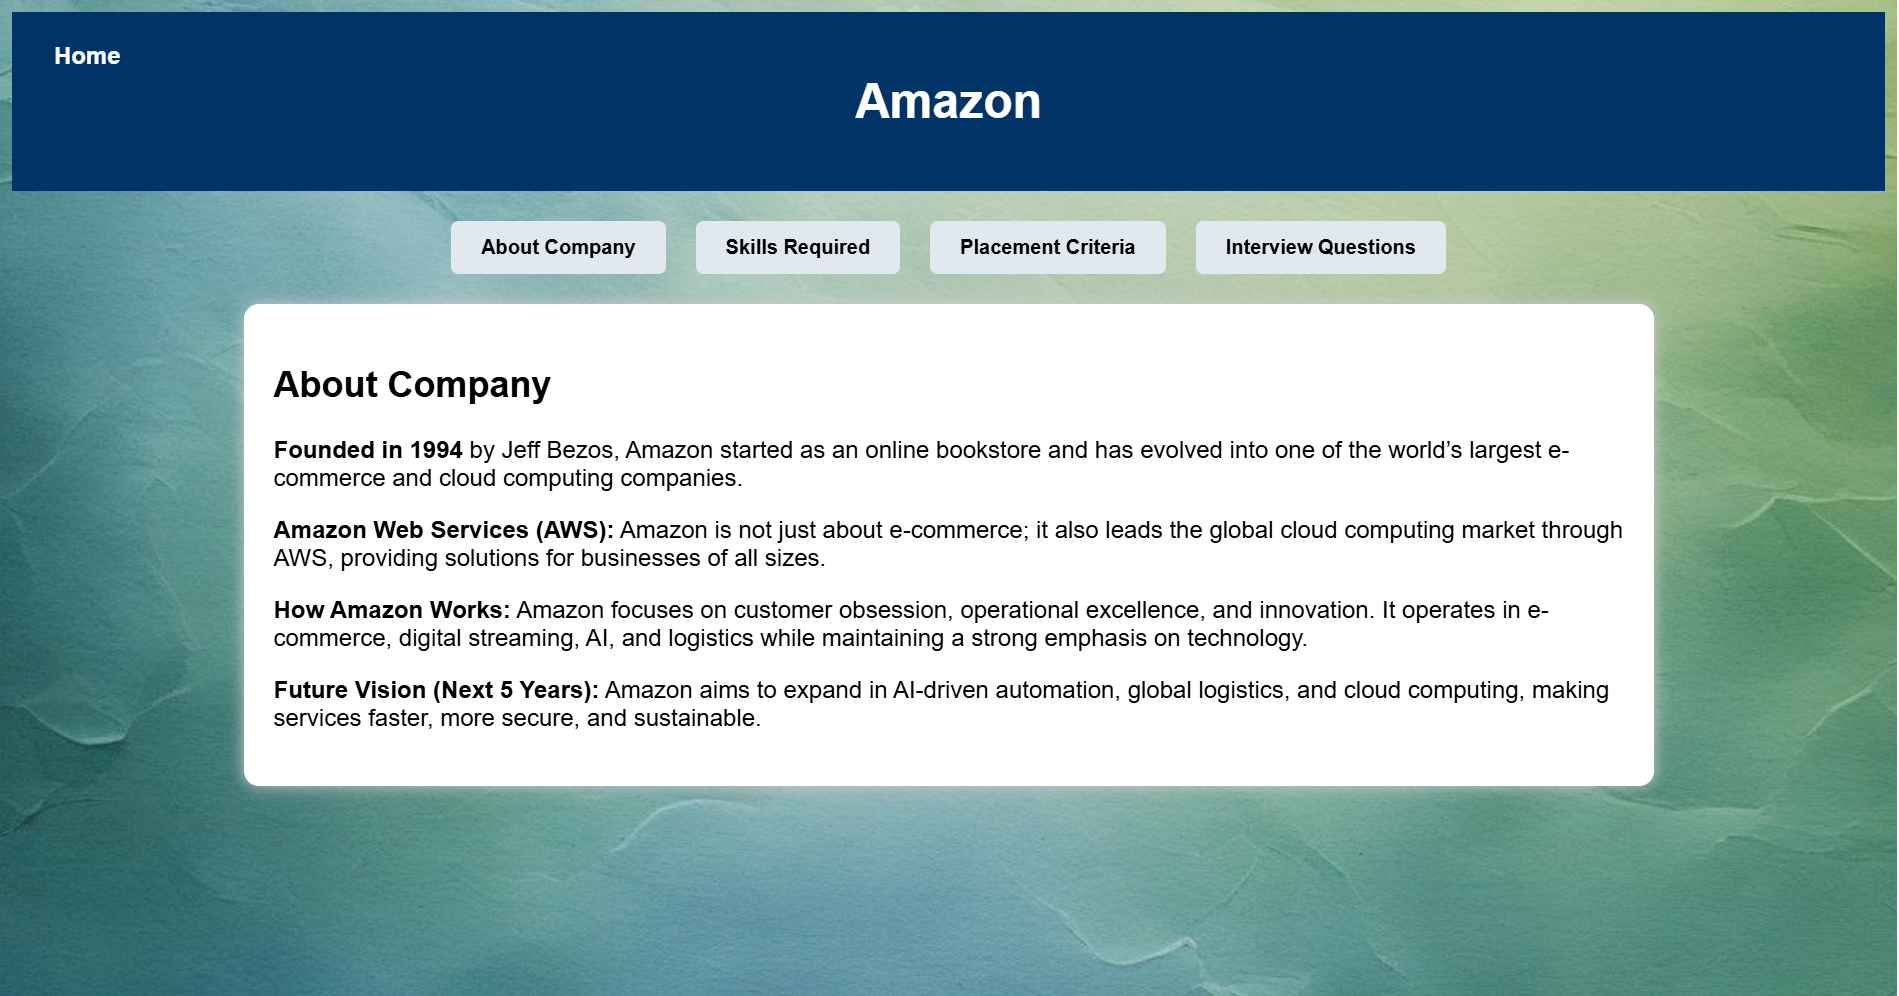 Home
Amazon
About Company
Skills Required
Placement Criteria
Interview Questions
About Company
Founded in 1994 by Jeff Bezos, Amazon started as an online bookstore and has evolved into one of the world’s largest e-
commerce and cloud computing companies.
Amazon Web Services (AWS): Amazon is not just about e-commerce; it also leads the global cloud computing market through
AWS, providing solutions for businesses of all sizes.
How Amazon Works: Amazon focuses on customer obsession, operational excellence, and innovation. It operates in e-
commerce, digital streaming, AI, and logistics while maintaining a strong emphasis on technology.
Future Vision (Next 5 Years): Amazon aims to expand in AI-driven automation, global logistics, and cloud computing, making
services faster, more secure, and sustainable.